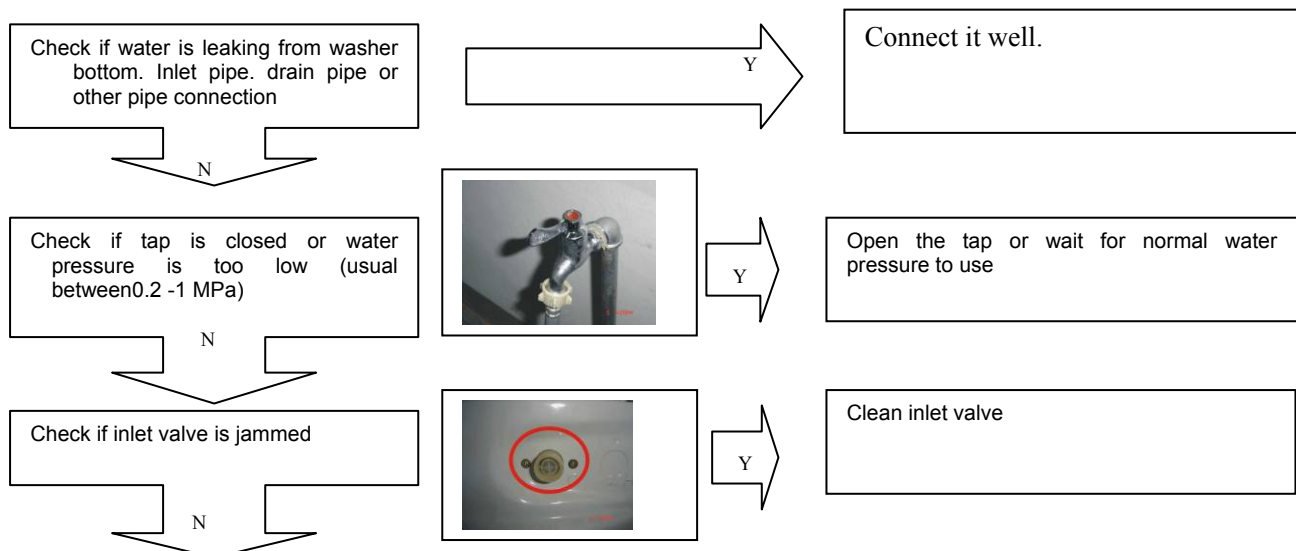 Check if water is leaking from washer
bottom. Inlet pipe. drain pipe or
other pipe connection
Y
Connect it well.
N
Check if tap is closed or water
pressure is too low (usual
between0.2 -1 MPa)
Y
Open the tap or wait for normal water
pressure to use
N
Check if inlet valve is jammed
Y
Clean inlet valve
N